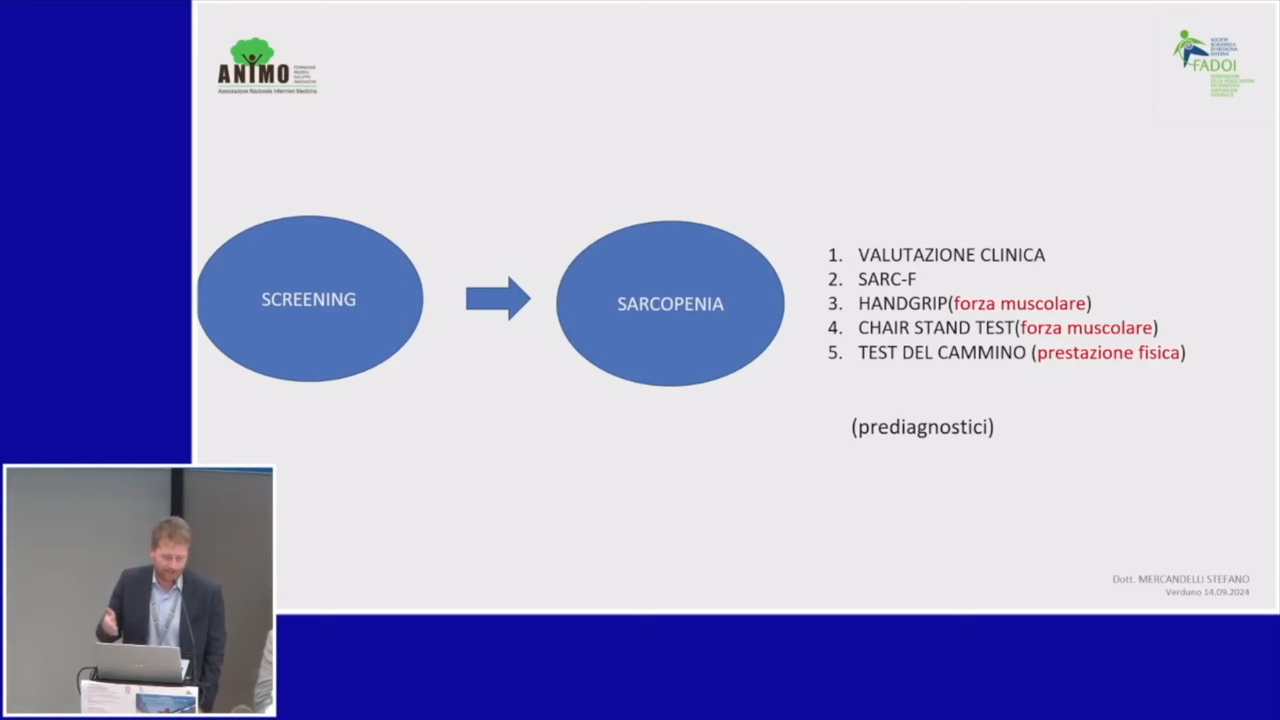 ANIMO
Associazione Nazionale Infermieri Medicina
FADOI
SCREENING
SARCOPENIA
1. VALUTAZIONE CLINICA
2. SARC-F
3. HANDGRIP(forza muscolare)
4. CHAIR STAND TEST(forza muscolare)
5. TEST DEL CAMMINO (prestazione fisica)
(prediagnostici)
Dott. MERCANDELLI STEFANO
Verduno 14.09.2024